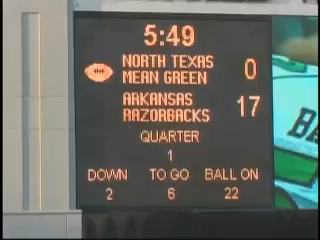 5:49
NORTH TEXAS
MEAN GREEN 0
ARKANSAS
RAZORBACKS 17
QUARTER
1
DOWN TO GO BALL ON
2 6 22